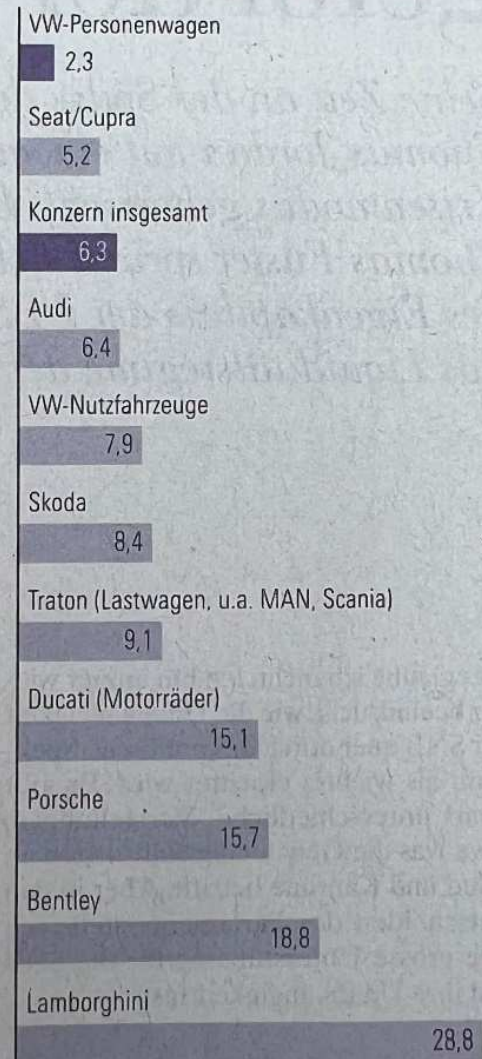 VW-Personenwagen
2,3
Seat/Cupra
5,2
Konzern insgesamt
6,3
Audi
6,4
VW-Nutzfahrzeuge
7,9
Skoda
8,4
Traton (Lastwagen, u.a. MAN, Scania)
9,1
Ducati (Motorräder)
15,1
Porsche
15,7
Bentley
18,8
Lamborghini
28,8